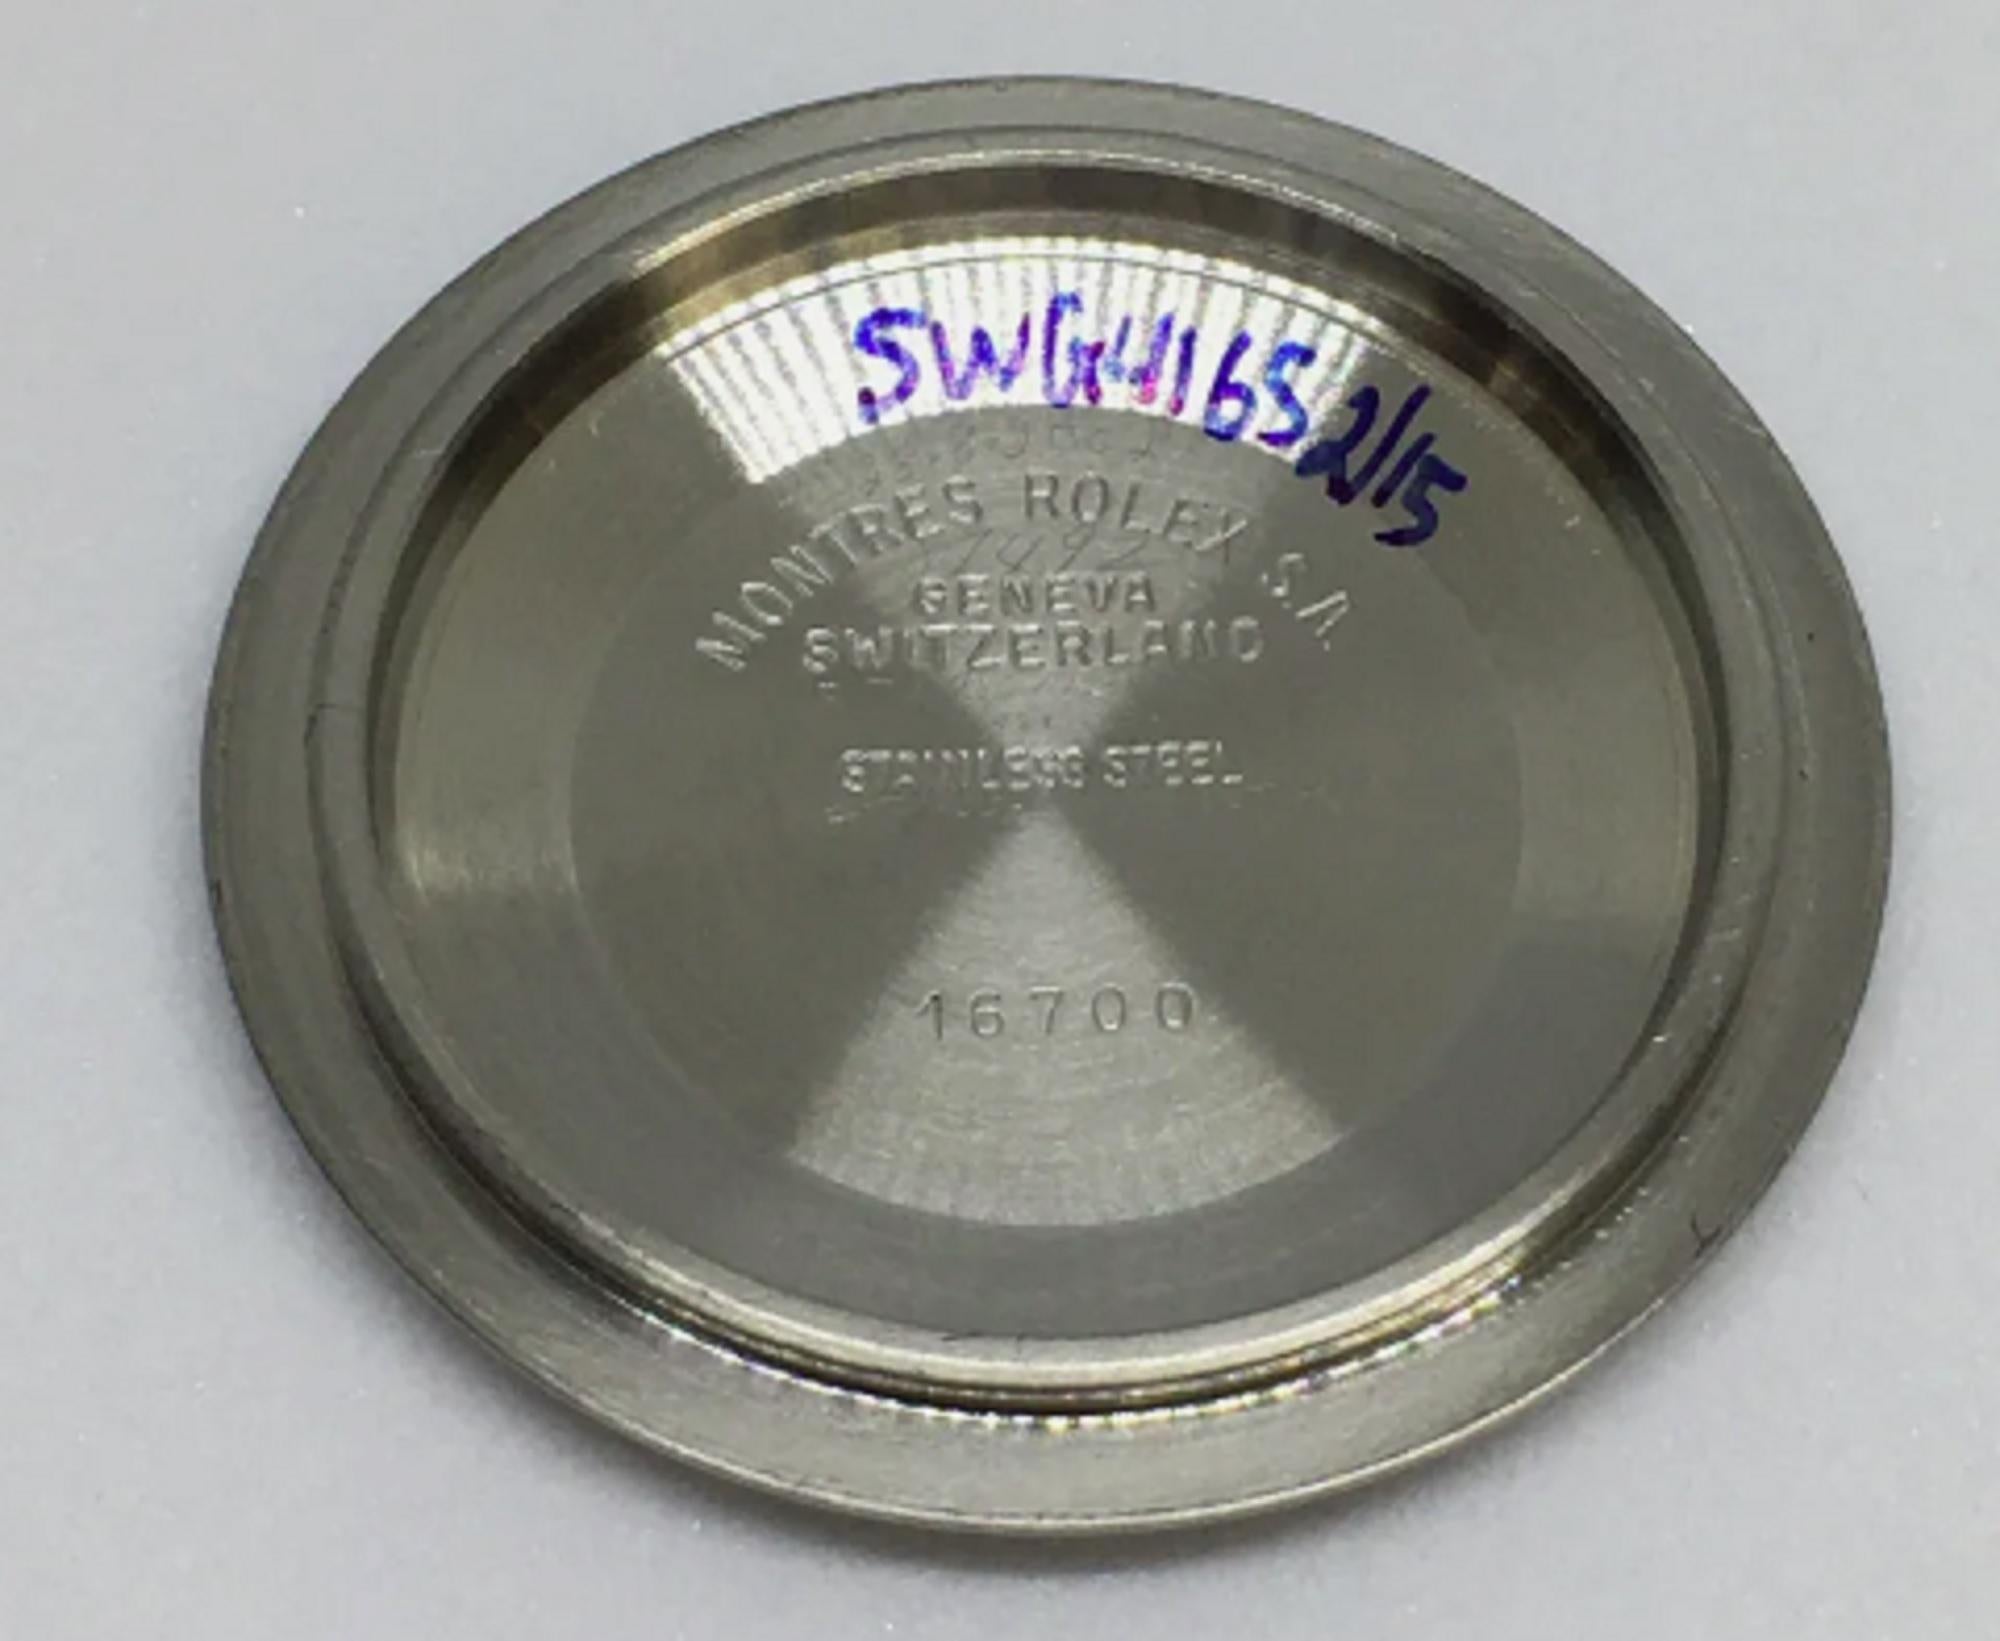 SWG4165 2/15
MONTRES ROLEX S.A
GENEVA
SWITZERLAND
STAINLESS STEEL
16700